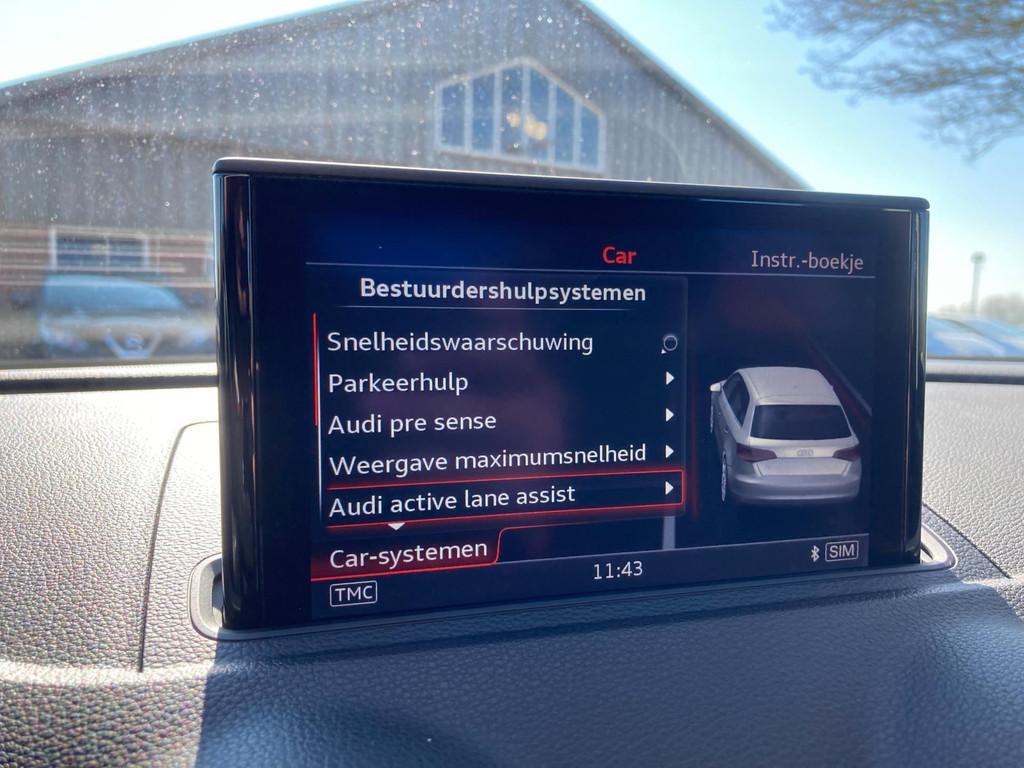 Car
Instr.-boekje
Bestuurdershulpsystemen
Snelheidswaarschuwing
Parkeerhulp
Audi pre sense
Weergave maximumsnelheid
Audi active lane assist
Car-systemen
TMC
11:43
SIM